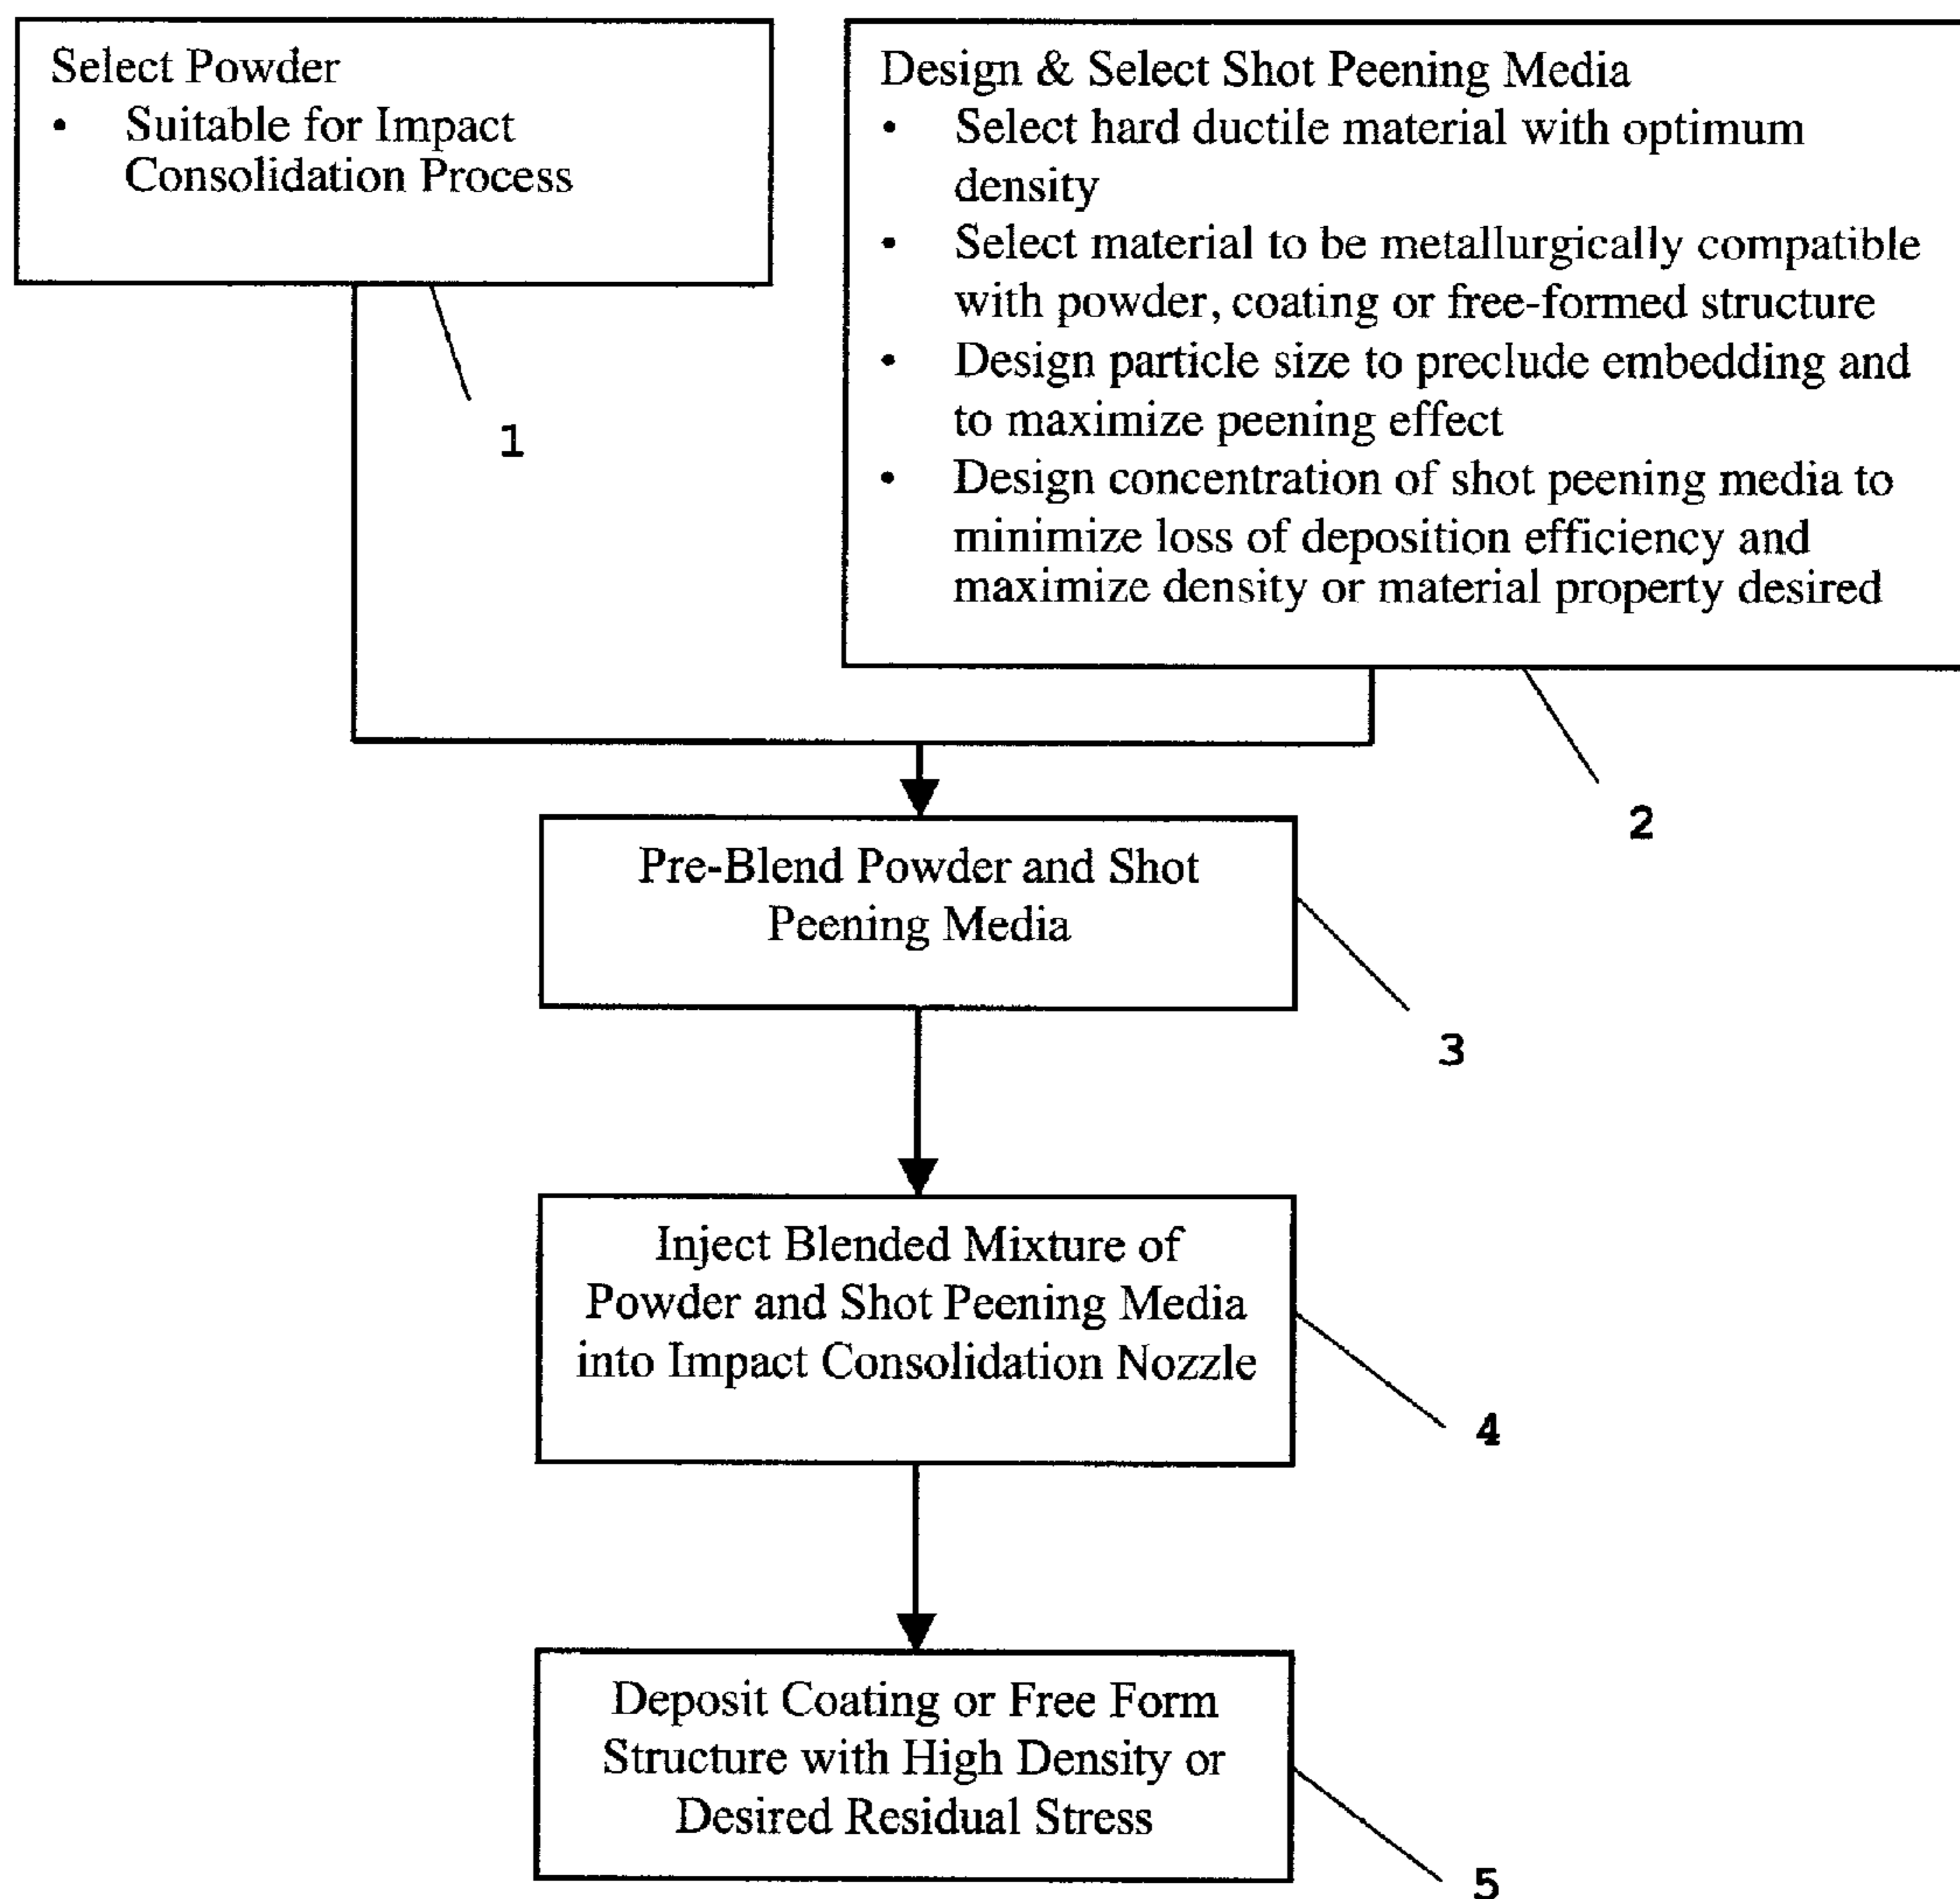 Select Powder
• Suitable for Impact
Consolidation Process
1
Design & Select Shot Peening Media
• Select hard ductile material with optimum
density
• Select material to be metallurgically compatible
with powder, coating or free-formed structure
• Design particle size to preclude embedding and
to maximize peening effect
• Design concentration of shot peening media to
minimize loss of deposition efficiency and
maximize density or material property desired
2
Pre-Blend Powder and Shot
Peening Media
3
Inject Blended Mixture of
Powder and Shot Peening Media
into Impact Consolidation Nozzle
4
Deposit Coating or Free Form
Structure with High Density or
Desired Residual Stress
5